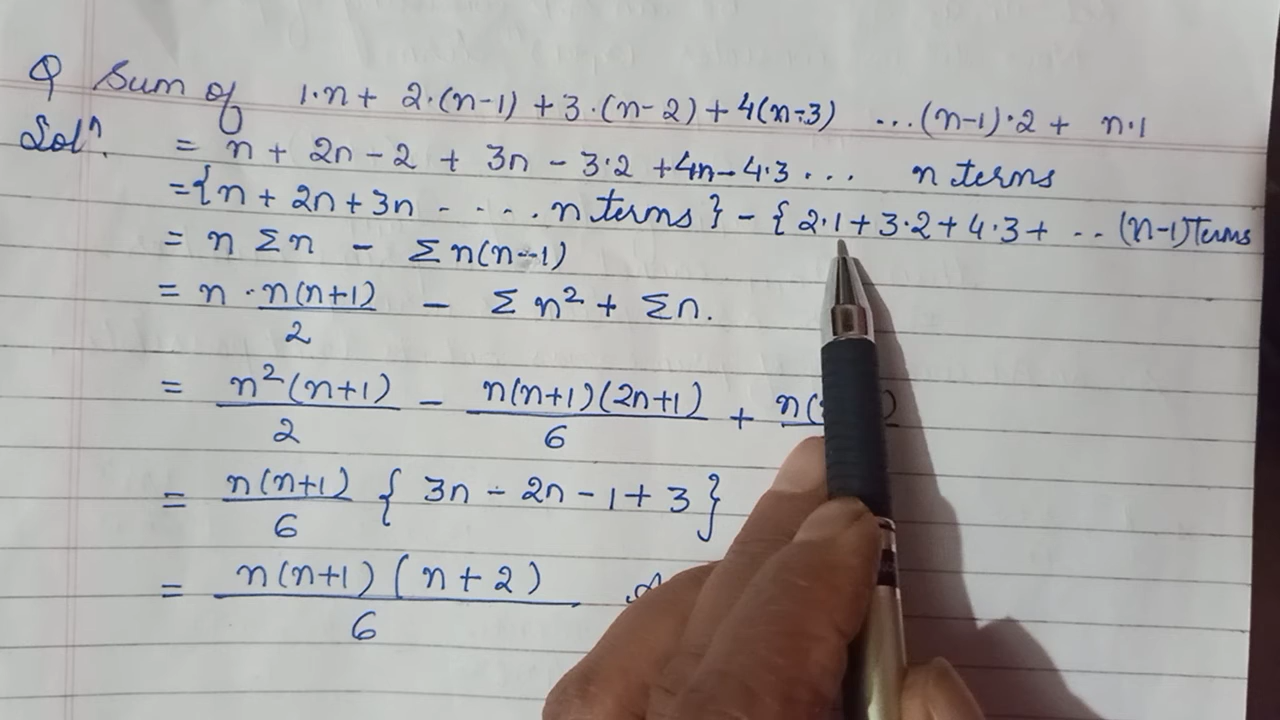 Q Sum of 1·n + 2·(n-1) + 3·(n-2) + 4(n-3) ...(n-1)·2 + n·1
Solⁿ. = n + 2n - 2 + 3n - 3·2 + 4n - 4·3 ... n terms
= {n + 2n + 3n - - ... n terms} - {2·1 + 3·2 + 4·3 + ... (n-1) terms
= n Σn - Σn(n-1)
= n · n(n+1)/2 - Σn² + Σn.
= n²(n+1)/2 - n(n+1)(2n+1)/6 + n(
= n(n+1)/6 {3n - 2n - 1 + 3}
= n(n+1)(n+2)/6